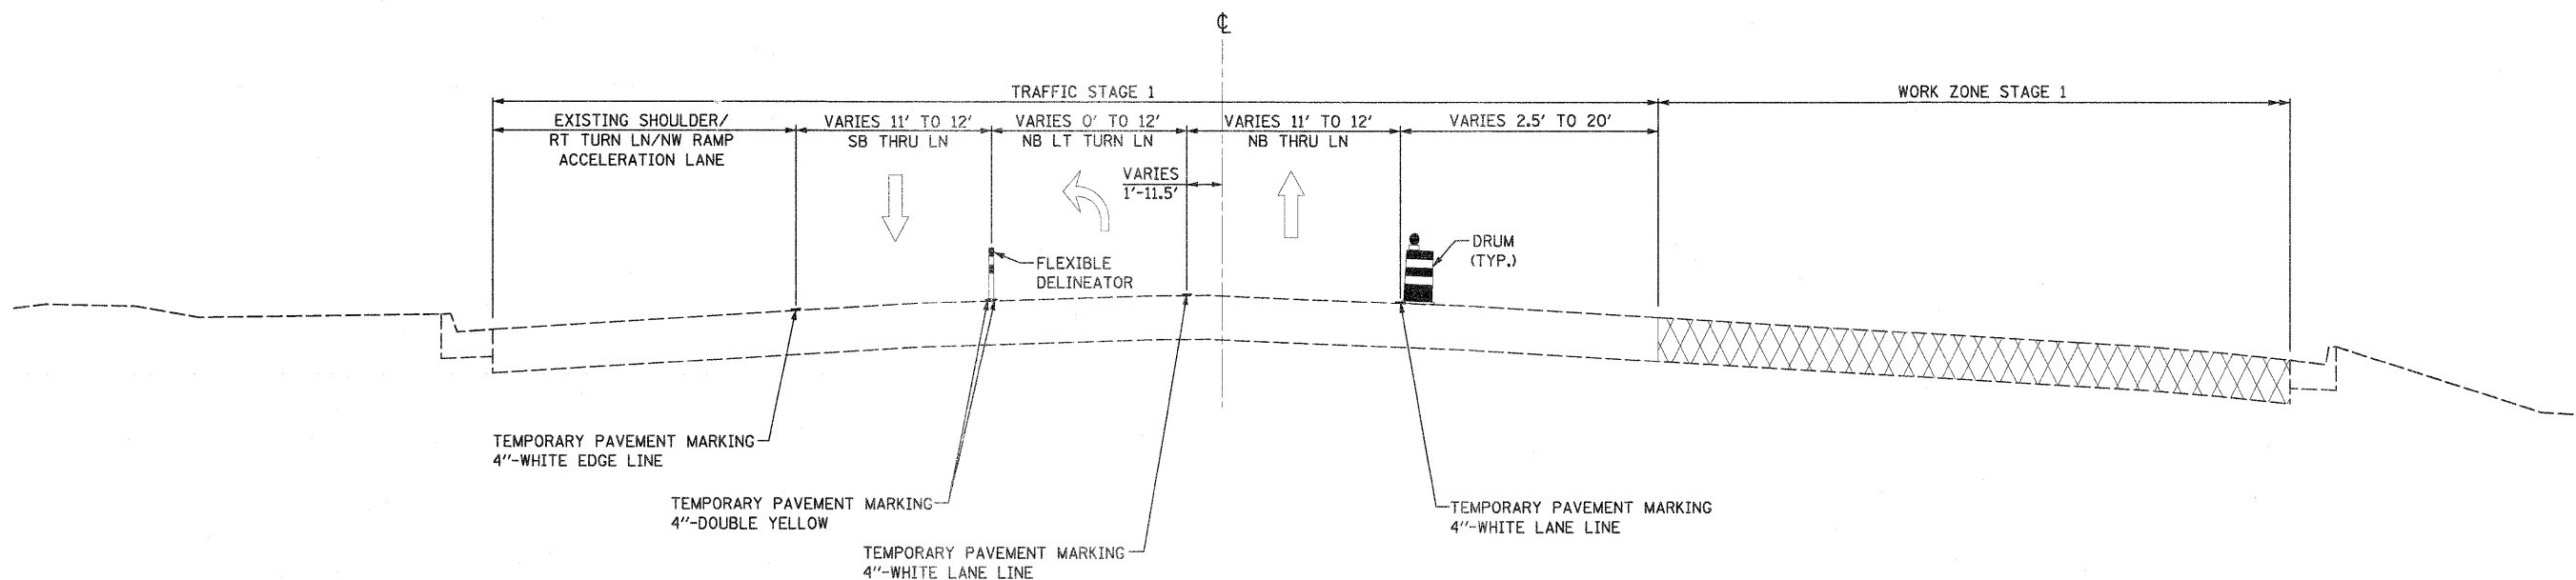 ℄
TRAFFIC STAGE 1
WORK ZONE STAGE 1
EXISTING SHOULDER/
RT TURN LN/NW RAMP
ACCELERATION LANE
VARIES 11' TO 12'
SB THRU LN
VARIES 0' TO 12'
NB LT TURN LN
VARIES 11' TO 12'
NB THRU LN
VARIES 2.5' TO 20'
VARIES
1'-11.5'
FLEXIBLE
DELINEATOR
DRUM
(TYP.)
TEMPORARY PAVEMENT MARKING
4"-WHITE EDGE LINE
TEMPORARY PAVEMENT MARKING
4"-DOUBLE YELLOW
TEMPORARY PAVEMENT MARKING
4"-WHITE LANE LINE
TEMPORARY PAVEMENT MARKING
4"-WHITE LANE LINE